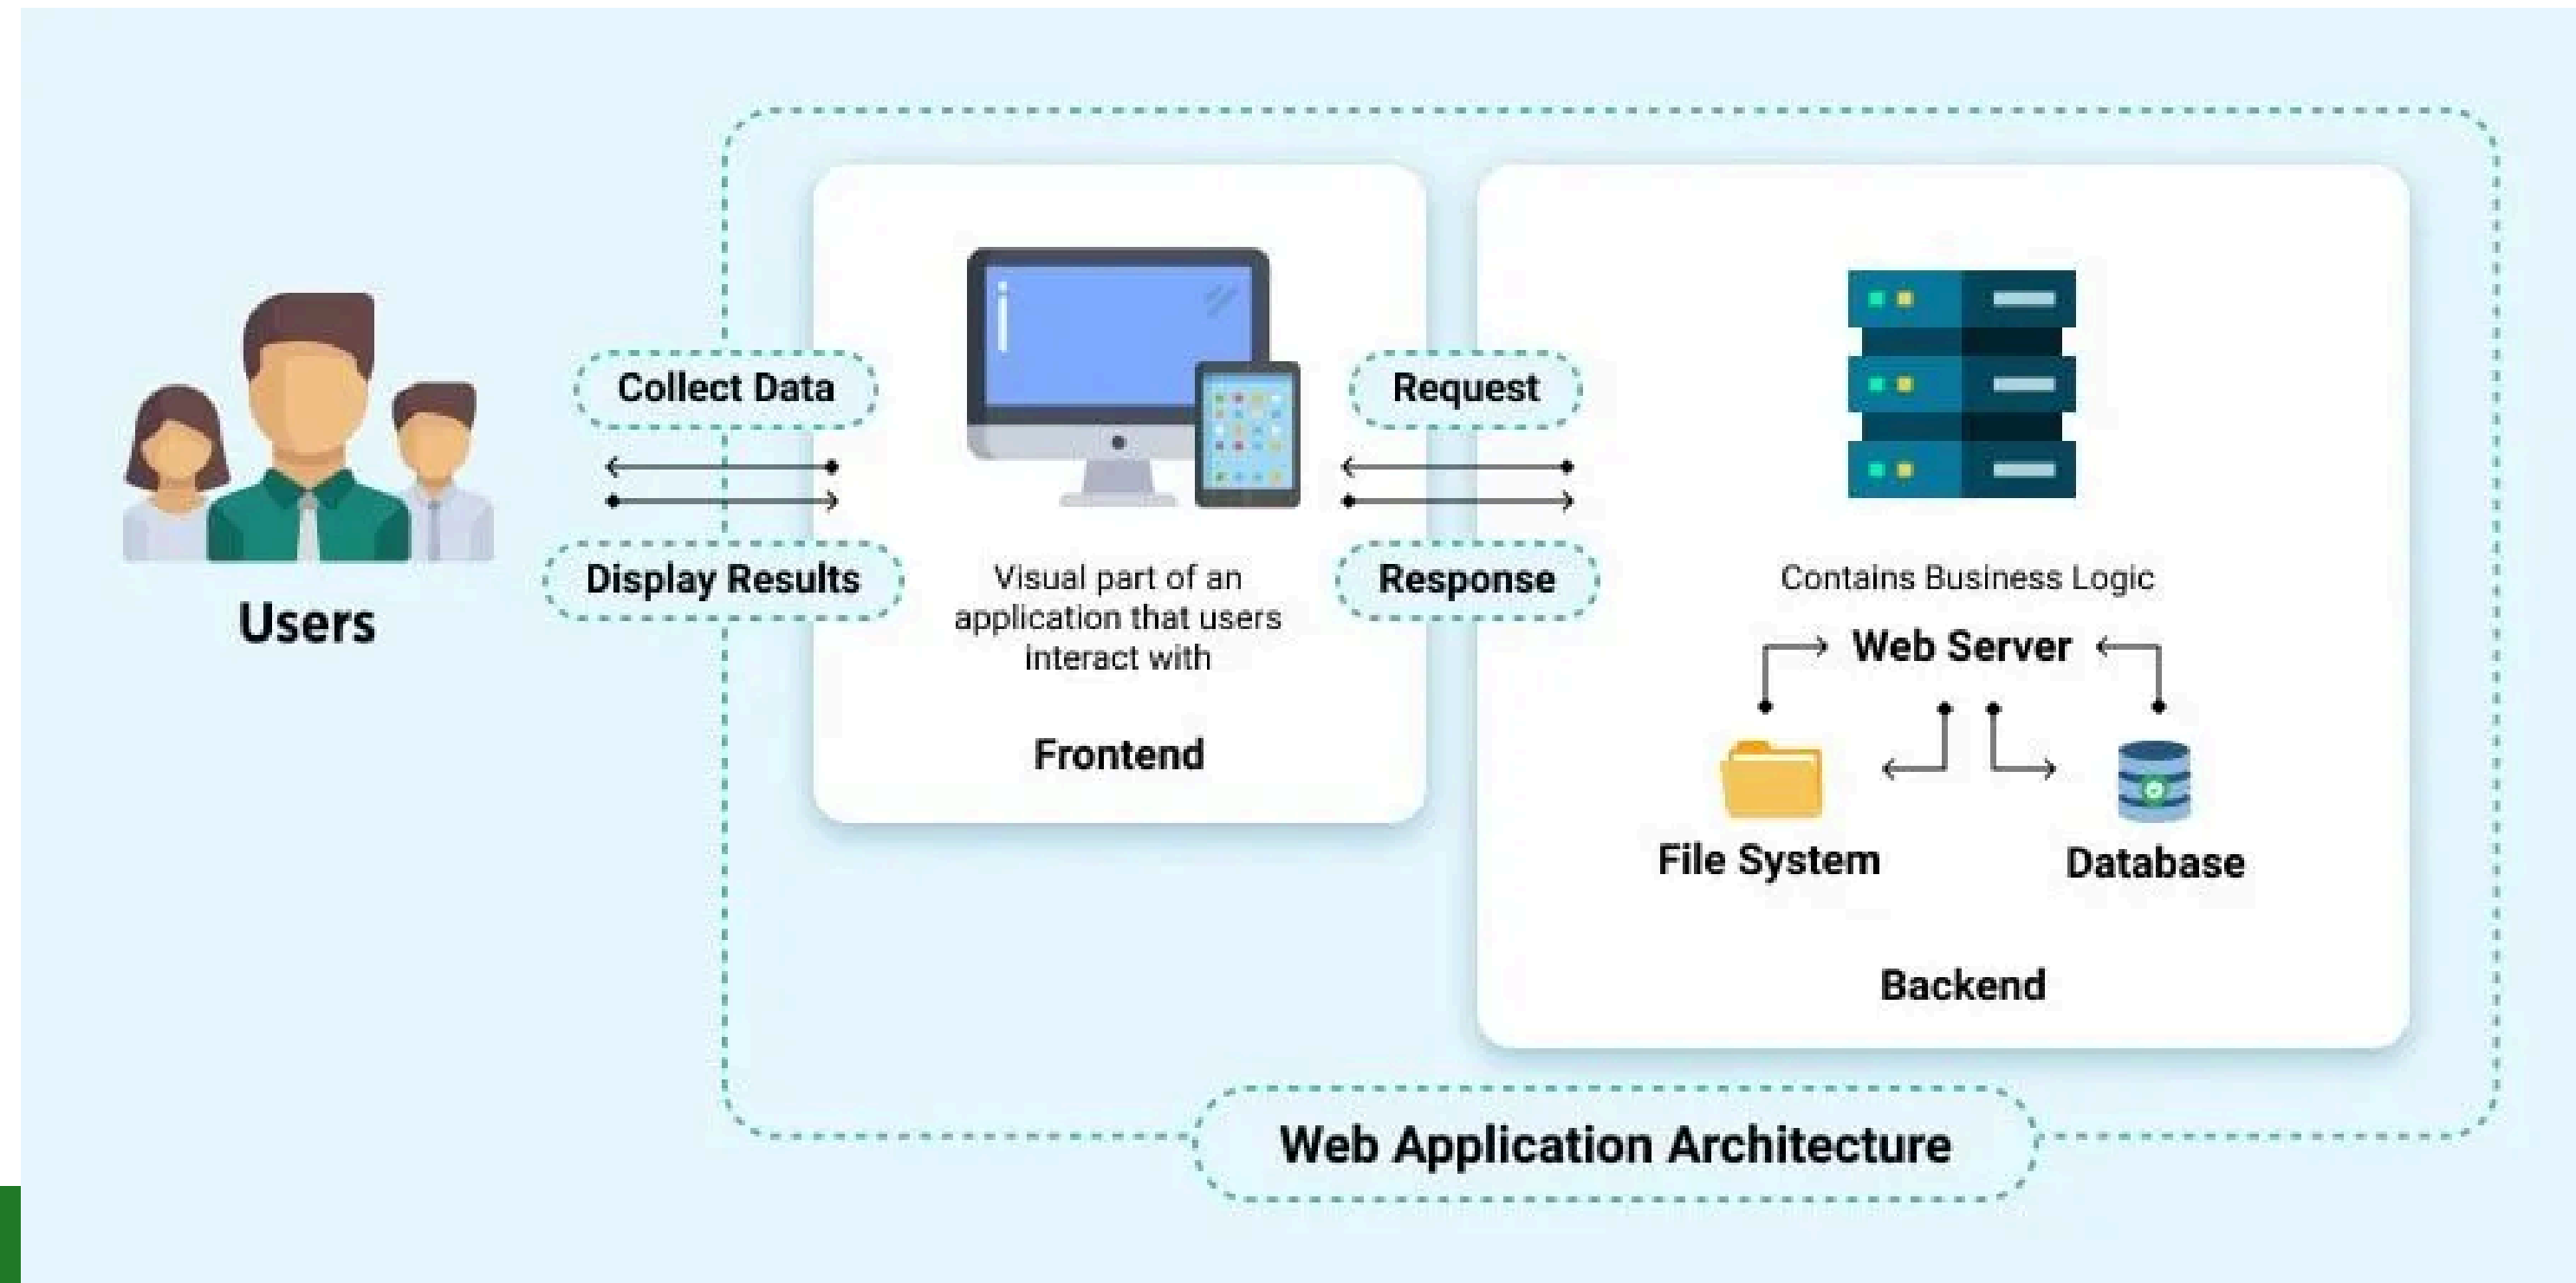 Collect Data
Display Results
Users
Visual part of an
application that users
interact with
Frontend
Request
Response
Contains Business Logic
Web Server
File System
Database
Backend
Web Application Architecture